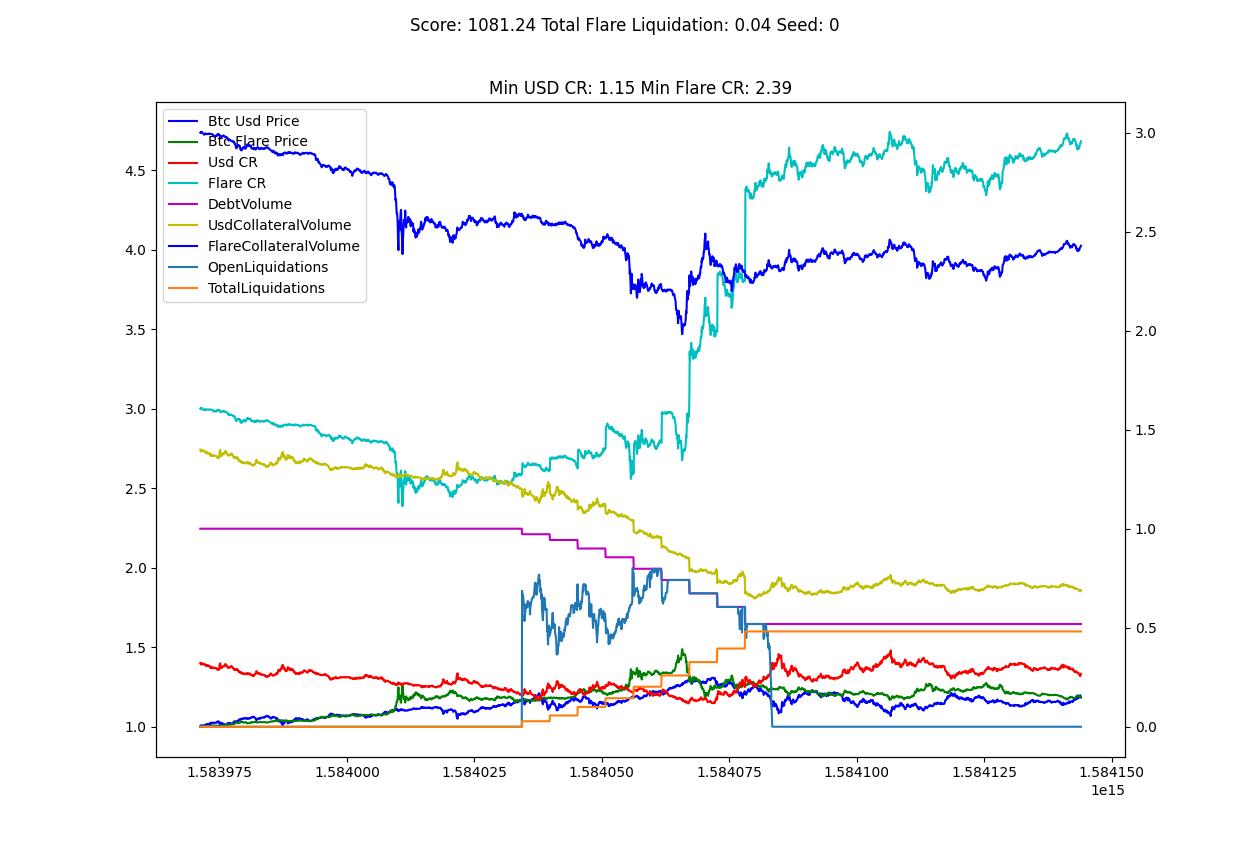 Score: 1081.24 Total Flare Liquidation: 0.04 Seed: 0
Min USD CR: 1.15 Min Flare CR: 2.39
Btc Usd Price
Btc Flare Price
Usd CR
Flare CR
DebtVolume
UsdCollateralVolume
FlareCollateralVolume
OpenLiquidations
TotalLiquidations
4.5
4.0
3.5
3.0
2.5
2.0
1.5
1.0
3.0
2.5
2.0
1.5
1.0
0.5
0.0
1.583975 1.584000 1.584025 1.584050 1.584075 1.584100 1.584125 1.584150
1e15